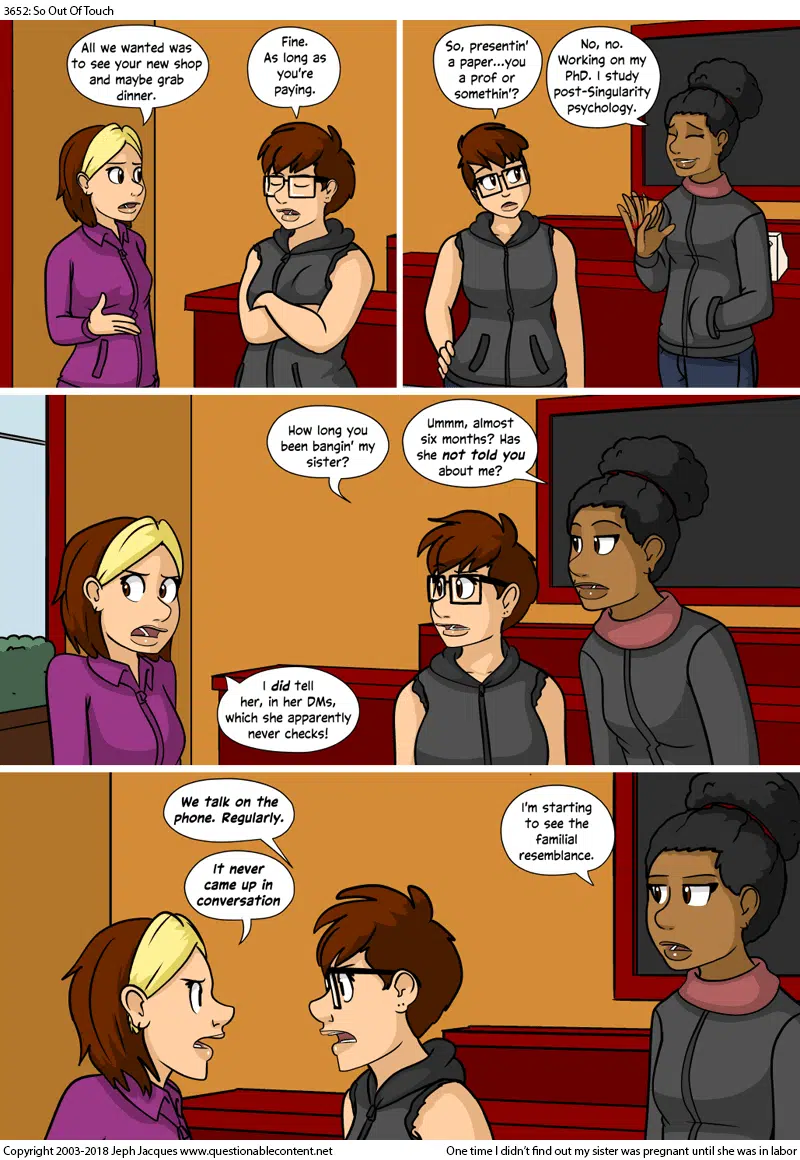 3652: So Out Of Touch
All we wanted was
to see your new shop
and maybe grab
dinner.
Fine.
As long as
you're
paying.
So, presentin'
a paper...you
a prof or
somethin'?
No, no.
Working on my
PhD. I study
post-Singularity
psychology.
How long you
been bangin' my
sister?
Ummm, almost
six months? Has
she not told you
about me?
I did tell
her, in her DMs,
which she apparently
never checks!
We talk on the
phone. Regularly.
It never
came up in
conversation
I'm starting
to see the
familial
resemblance.
Copyright 2003-2018 Jeph Jacques www.questionablecontent.net
One time I didn't find out my sister was pregnant until she was in labor